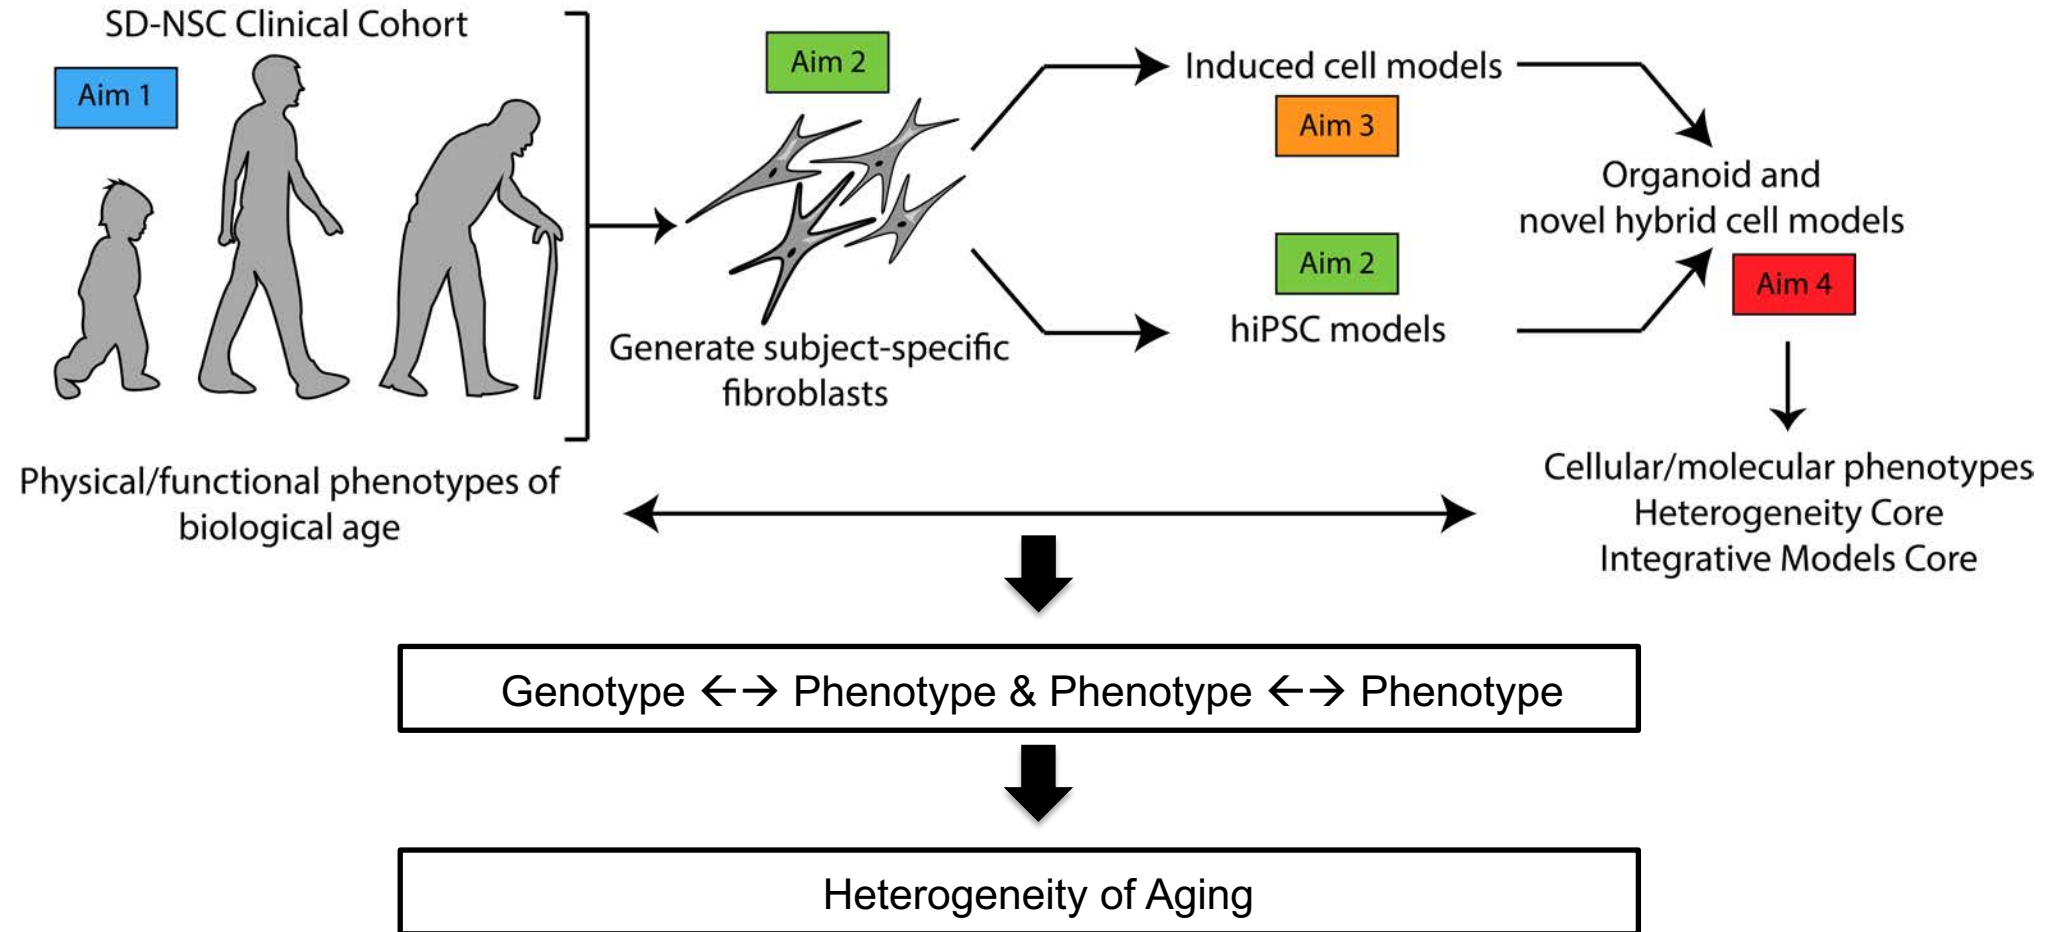 SD-NSC Clinical Cohort
Aim 1
Physical/functional phenotypes of
biological age
Aim 2
Generate subject-specific
fibroblasts
Induced cell models
Aim 3
Aim 2
hiPSC models
Organoid and
novel hybrid cell models
Aim 4
Cellular/molecular phenotypes
Heterogeneity Core
Integrative Models Core
Genotype ←→ Phenotype & Phenotype ←→ Phenotype
Heterogeneity of Aging